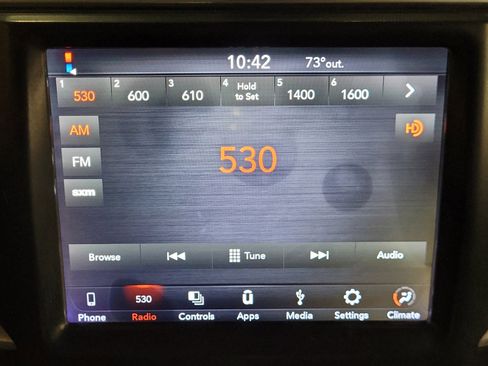 10:42 73°out.
1 530 2 600 3 610 4 Hold to Set 5 1400 6 1600
AM
HD
530
FM
sxm
Browse Tune Audio
530
Phone Radio Controls Apps Media Settings Climate